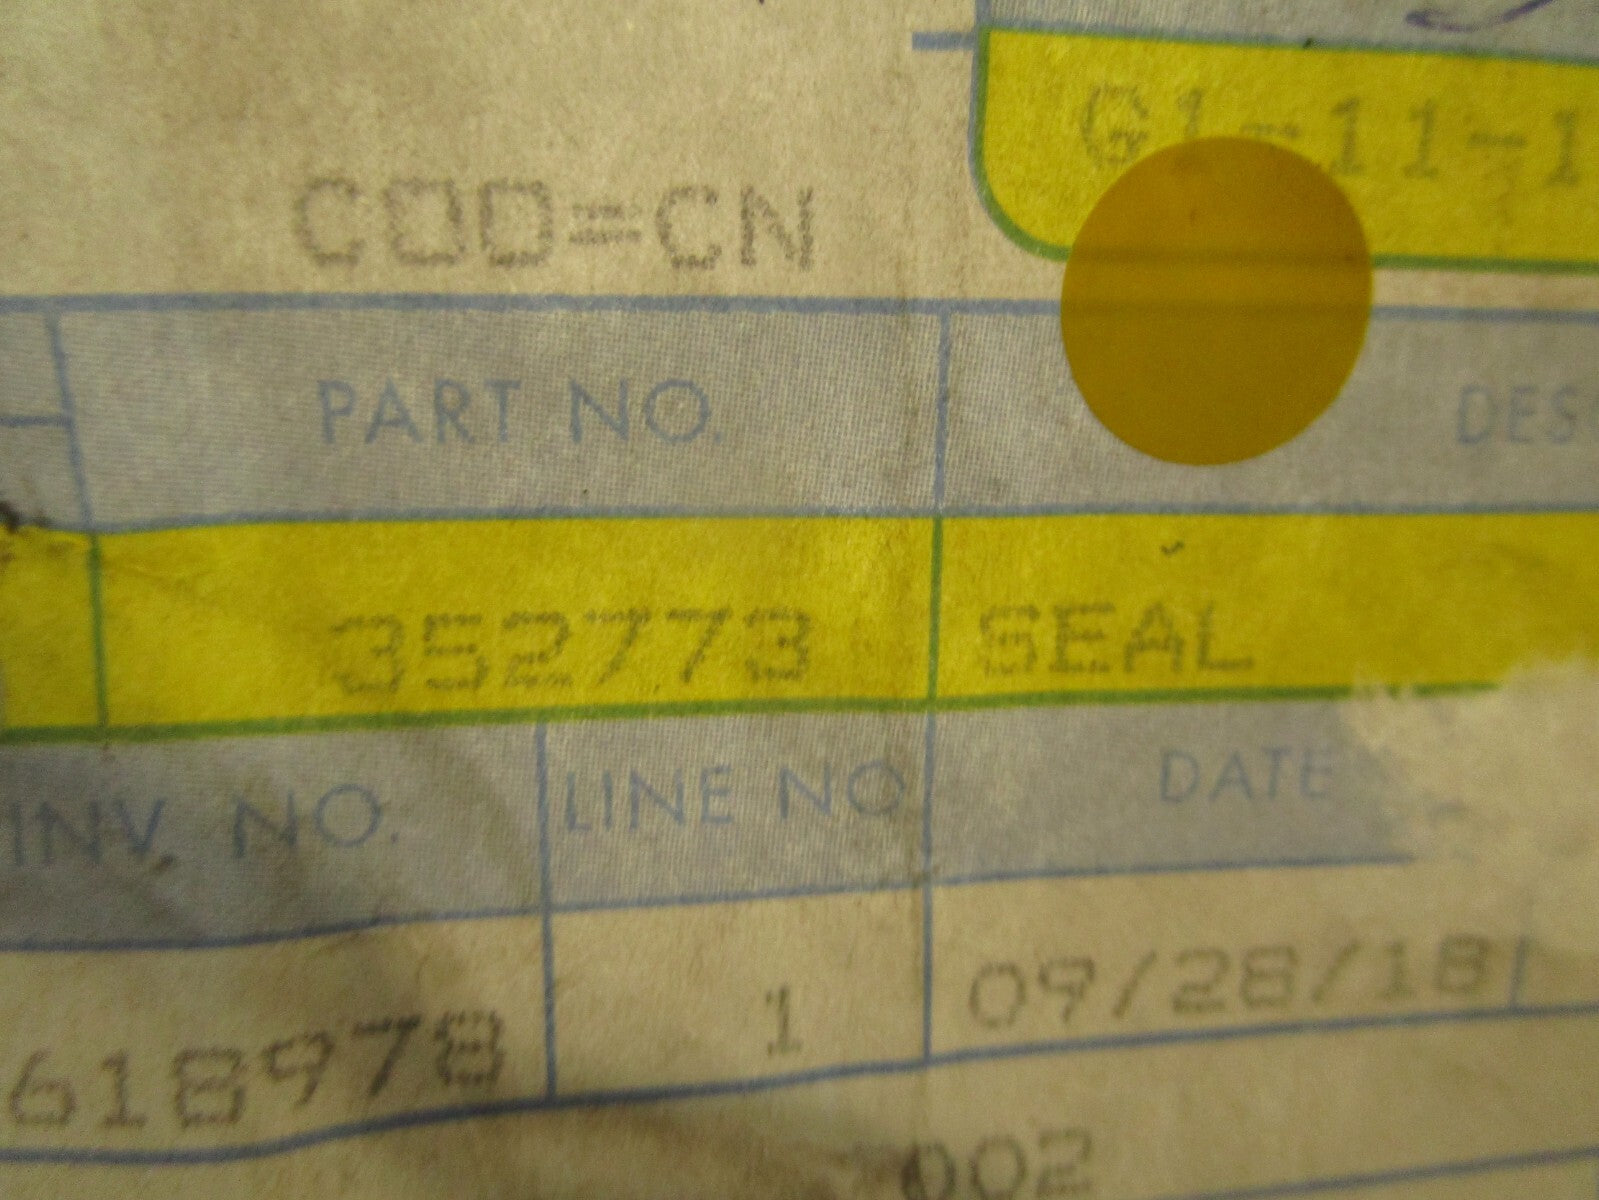 G1-11-1
COD=CN
PART NO.
DES
352773 SEAL
INV. NO. LINE NO DATE
618978 1 09/28/18
002